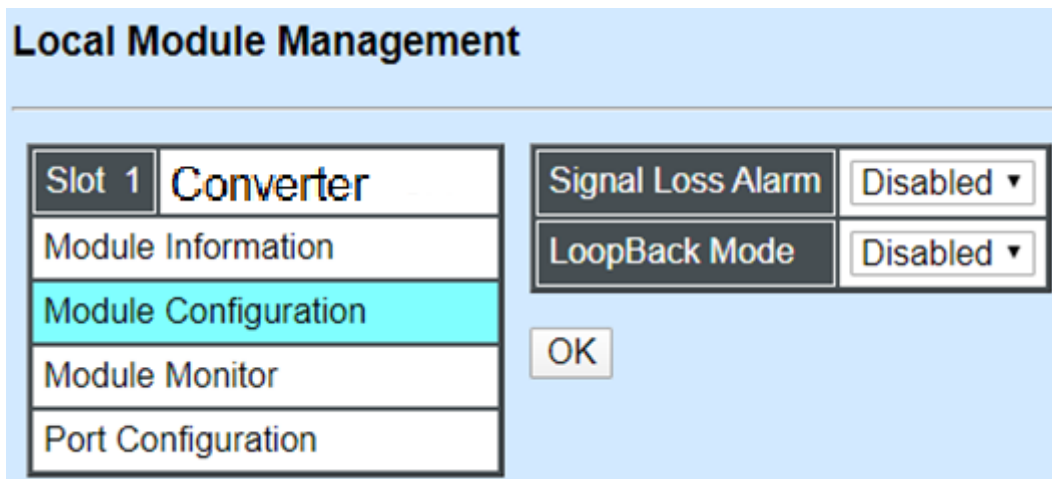 Local Module Management
Slot 1 Converter
Module Information
Module Configuration
Module Monitor
Port Configuration
Signal Loss Alarm Disabled
LoopBack Mode Disabled
OK